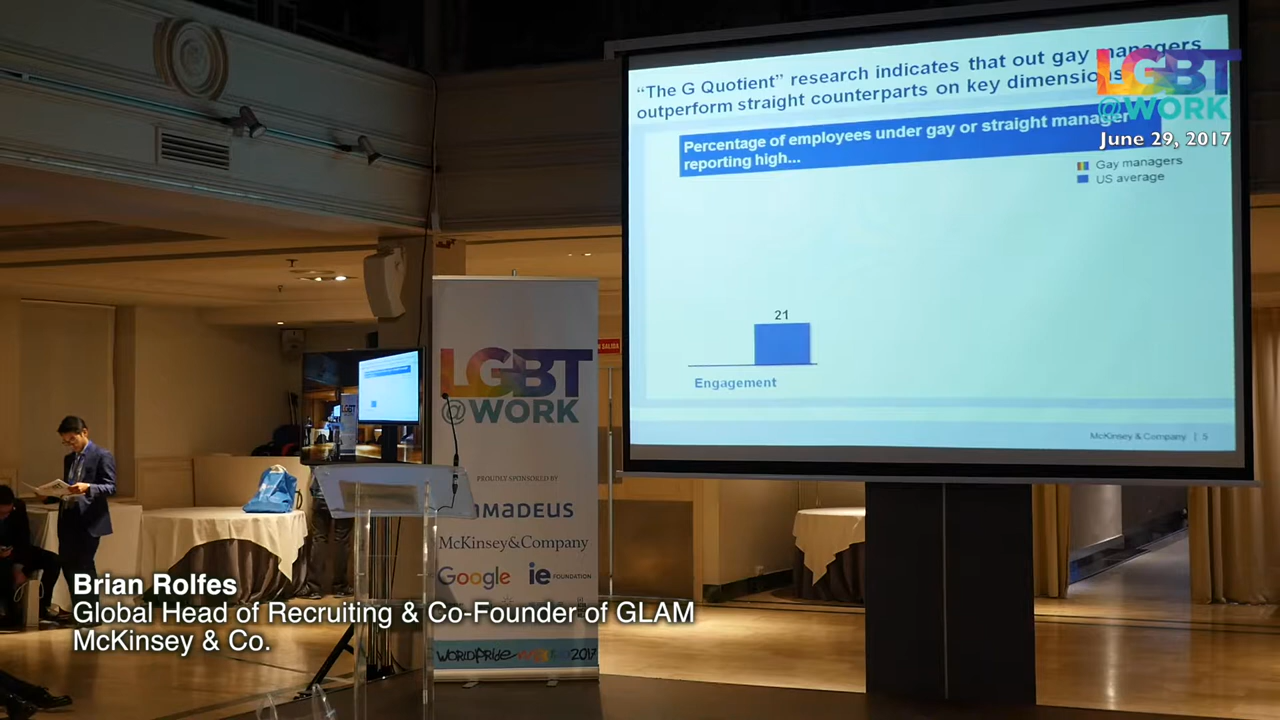 “The G Quotient” research indicates that out gay managers
outperform straight counterparts on key dimensions
Percentage of employees under gay or straight manager
reporting high...
Gay managers
US average
21
Engagement
McKinsey & Company | 5
LGBT
@WORK
June 29, 2017
SALIDA
LGBT
@WORK
PROUDLY SPONSORED BY
AMADEUS
McKinsey&Company
Google ie FOUNDATION
WORLDPRIDE 2017
Brian Rolfes
Global Head of Recruiting & Co-Founder of GLAM
McKinsey & Co.